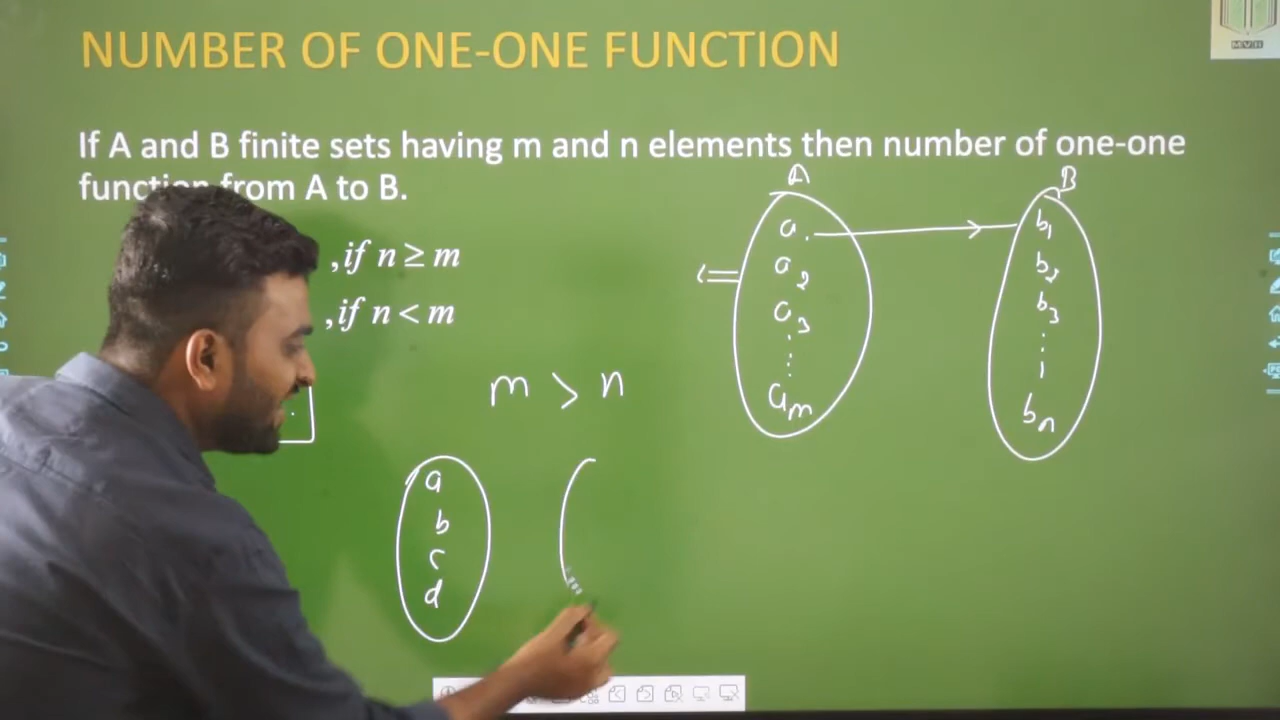 NUMBER OF ONE-ONE FUNCTION
M.V.B
If A and B finite sets having m and n elements then number of one-one
function from A to B.
A B
, if n ≥ m
, if n < m
a₁ b₁
a₂ b₂
a₃ b₃
⋮ ⋮
aₘ bₙ
m > n
a
b
c
d